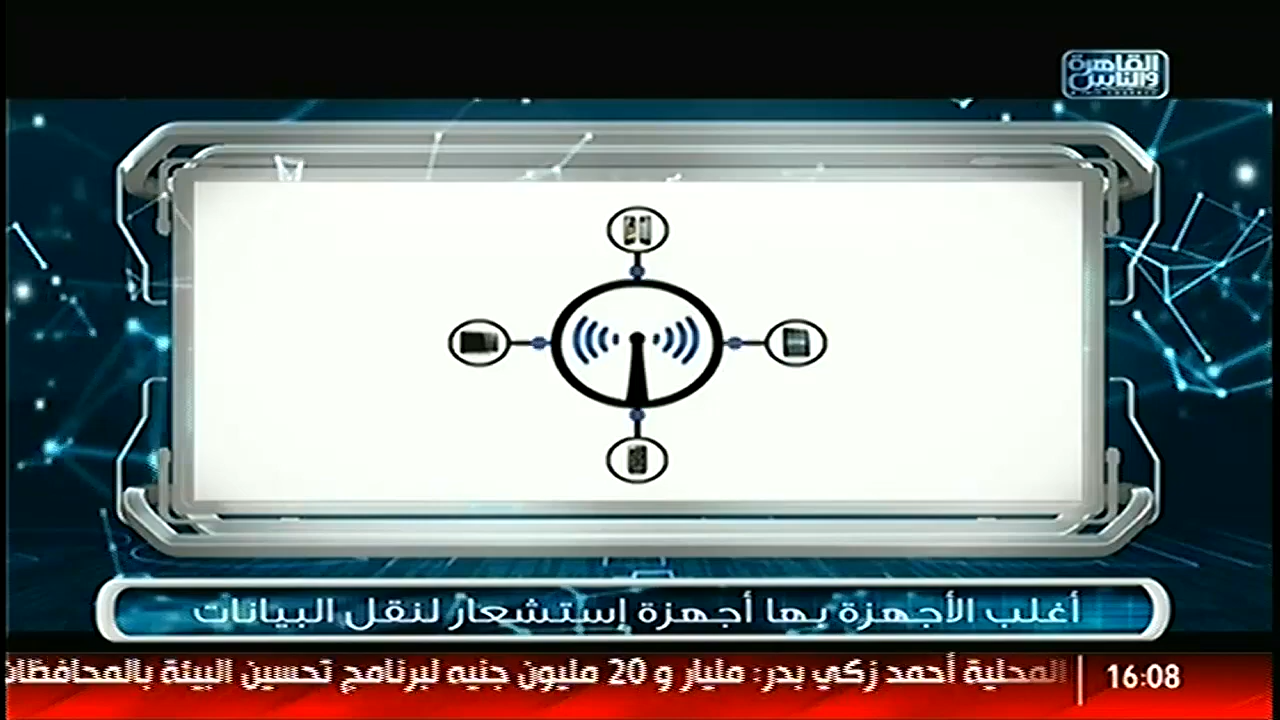 القاهرة
والناس
أغلب الأجهزة بها أجهزة إستشعار لنقل البيانات
المحلية أحمد زكي بدر: مليار و 20 مليون جنيه لبرنامج تحسين البيئة بالمحافظات
16:08